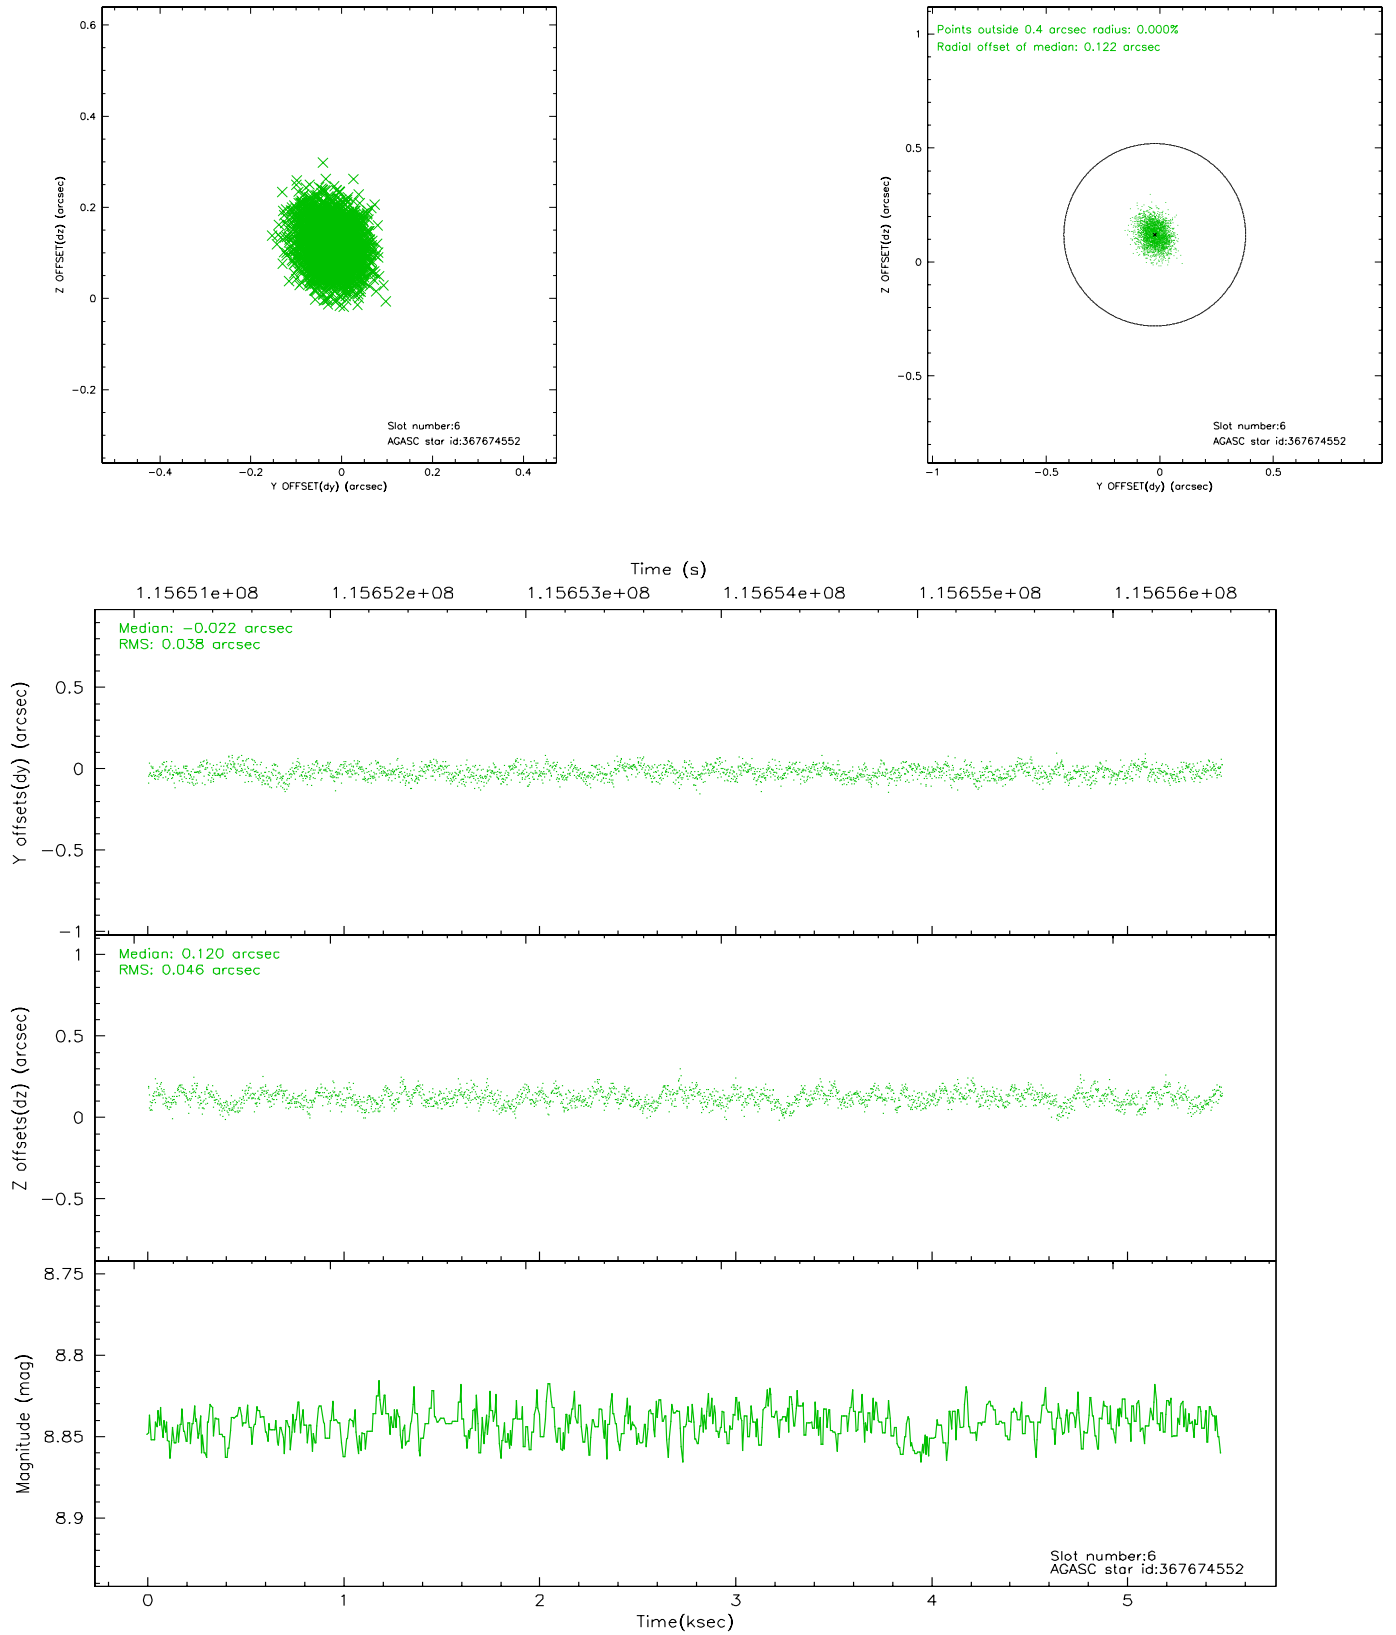 0.6
0.4
0.2
0
−0.2
Z OFFSET(dz) (arcsec)
Slot number:6
AGASC star id:367674552
−0.4 −0.2 0 0.2 0.4
Y OFFSET(dy) (arcsec)
Points outside 0.4 arcsec radius: 0.000%
Radial offset of median: 0.122 arcsec
1
0.5
0
−0.5
Z OFFSET(dz) (arcsec)
Slot number:6
AGASC star id:367674552
−1 −0.5 0 0.5
Y OFFSET(dy) (arcsec)
Time (s)
1.15651e+08 1.15652e+08 1.15653e+08 1.15654e+08 1.15655e+08 1.15656e+08
Median: −0.022 arcsec
RMS: 0.038 arcsec
0.5
0
−0.5
−1
Y offsets(dy) (arcsec)
Median: 0.120 arcsec
RMS: 0.046 arcsec
1
0.5
0
−0.5
Z offsets(dz) (arcsec)
8.75
8.8
8.85
8.9
Magnitude (mag)
Slot number:6
AGASC star id:367674552
0 1 2 3 4 5
Time(ksec)